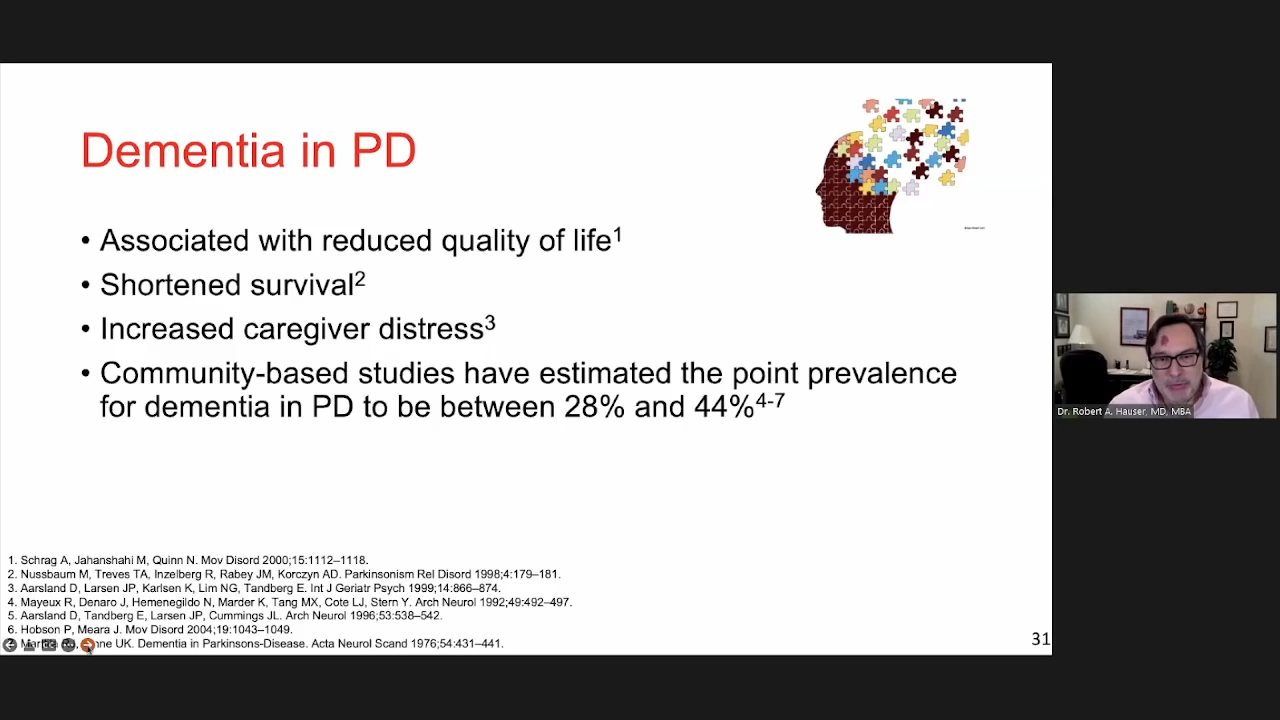 Dementia in PD
• Associated with reduced quality of life1
• Shortened survival2
• Increased caregiver distress3
• Community-based studies have estimated the point prevalence
for dementia in PD to be between 28% and 44%4-7
Dr. Robert A. Hauser, MD, MBA
1. Schrag A, Jahanshahi M, Quinn N. Mov Disord 2000;15:1112–1118.
2. Nussbaum M, Treves TA, Inzelberg R, Rabey JM, Korczyn AD. Parkinsonism Rel Disord 1998;4:179–181.
3. Aarsland D, Larsen JP, Karlsen K, Lim NG, Tandberg E. Int J Geriatr Psych 1999;14:866–874.
4. Mayeux R, Denaro J, Hemenegildo N, Marder K, Tang MX, Cote LJ, Stern Y. Arch Neurol 1992;49:492–497.
5. Aarsland D, Tandberg E, Larsen JP, Cummings JL. Arch Neurol 1996;53:538–542.
6. Hobson P, Meara J. Mov Disord 2004;19:1043–1049.
UK. Dementia in Parkinsons-Disease. Acta Neurol Scand 1976;54:431–441.
31